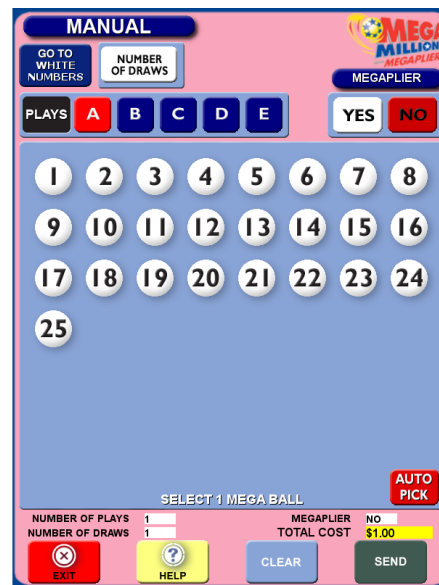 MANUAL
MEGA
MILLION
MEGAPLIER
GO TO
WHITE
NUMBERS
NUMBER
OF DRAWS
MEGAPLIER
PLAYS A B C D E
YES NO
1 2 3 4 5 6 7 8
9 10 11 12 13 14 15 16
17 18 19 20 21 22 23 24
25
AUTO
PICK
SELECT 1 MEGA BALL
NUMBER OF PLAYS 1 MEGAPLIER NO
NUMBER OF DRAWS 1 TOTAL COST $1.00
EXIT
? HELP
CLEAR
SEND